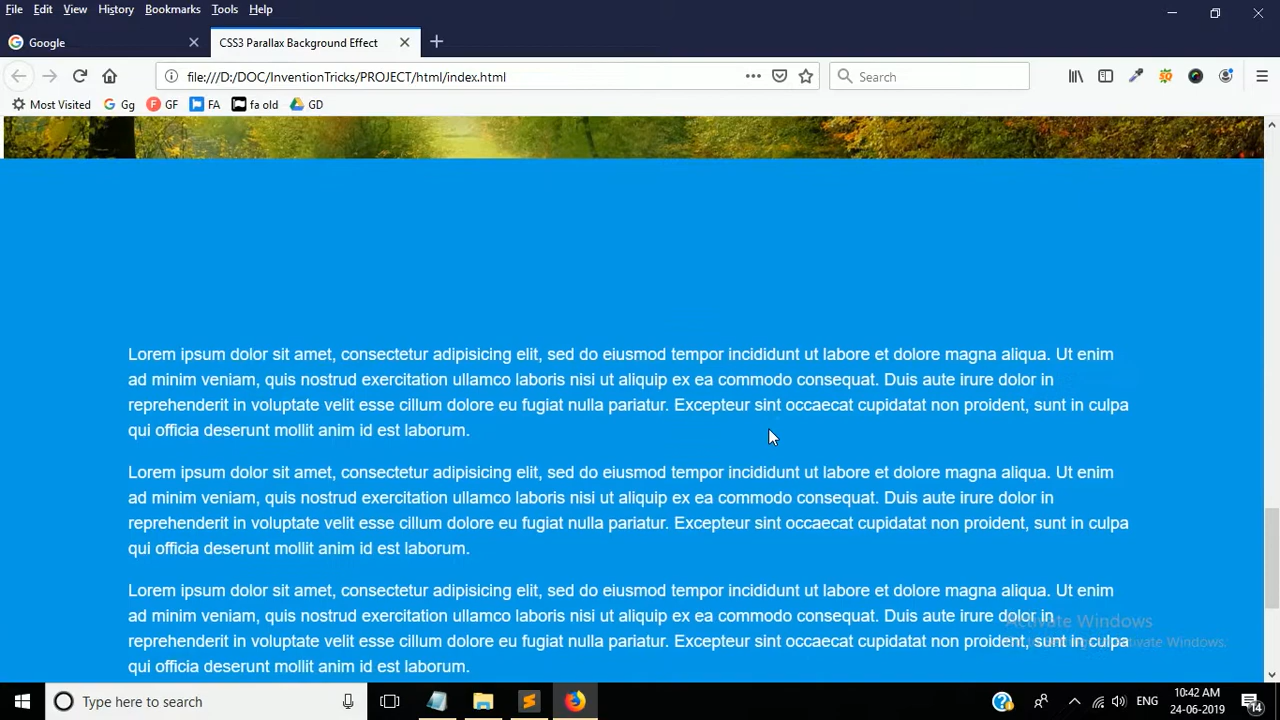 File Edit View History Bookmarks Tools Help
Google CSS3 Parallax Background Effect
file:///D:/DOC/InventionTricks/PROJECT/html/index.html Search
Most Visited Gg GF FA fa old GD
Lorem ipsum dolor sit amet, consectetur adipisicing elit, sed do eiusmod tempor incididunt ut labore et dolore magna aliqua. Ut enim
ad minim veniam, quis nostrud exercitation ullamco laboris nisi ut aliquip ex ea commodo consequat. Duis aute irure dolor in
reprehenderit in voluptate velit esse cillum dolore eu fugiat nulla pariatur. Excepteur sint occaecat cupidatat non proident, sunt in culpa
qui officia deserunt mollit anim id est laborum.
Lorem ipsum dolor sit amet, consectetur adipisicing elit, sed do eiusmod tempor incididunt ut labore et dolore magna aliqua. Ut enim
ad minim veniam, quis nostrud exercitation ullamco laboris nisi ut aliquip ex ea commodo consequat. Duis aute irure dolor in
reprehenderit in voluptate velit esse cillum dolore eu fugiat nulla pariatur. Excepteur sint occaecat cupidatat non proident, sunt in culpa
qui officia deserunt mollit anim id est laborum.
Lorem ipsum dolor sit amet, consectetur adipisicing elit, sed do eiusmod tempor incididunt ut labore et dolore magna aliqua. Ut enim
ad minim veniam, quis nostrud exercitation ullamco laboris nisi ut aliquip ex ea commodo consequat. Duis aute irure dolor in
Activate Windows
reprehenderit in voluptate velit esse cillum dolore eu fugiat nulla pariatur. Excepteur sint occaecat cupidatat non proident, sunt in culpa
Windows.
qui officia deserunt mollit anim id est laborum.
Type here to search ENG 10:42 AM
24-06-2019 14